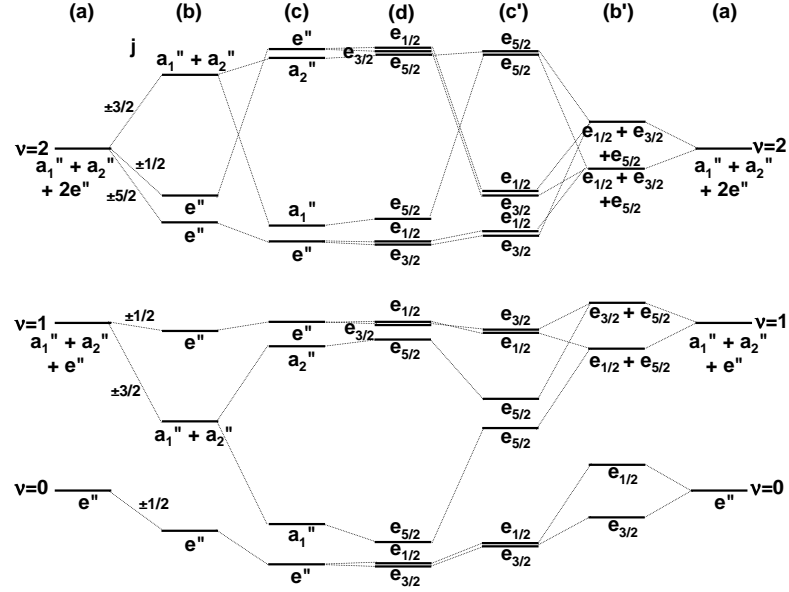 (a) (b) (c) (d) (c') (b') (a)
j
a₁" + a₂" e" e₁/₂ e₅/₂
e₃/₂
a₂" e₅/₂ e₅/₂
±3/2
ν=2 ±1/2 e₁/₂ + e₃/₂ ν=2
a₁" + a₂" +e₅/₂ a₁" + a₂"
+ 2e" ±5/2 e" e₁/₂ e₁/₂ + e₃/₂ + 2e"
a₁" e₅/₂ e₃/₂ +e₅/₂
e" e₁/₂ e₁/₂
e" e₃/₂ e₃/₂
ν=1 ±1/2 e₁/₂ e₃/₂ e₃/₂ + e₅/₂ ν=1
a₁" + a₂" e" e" e₃/₂ e₁/₂ a₁" + a₂"
+ e" a₂" e₅/₂ e₁/₂ + e₅/₂ + e"
±3/2 e₅/₂
a₁" + a₂" e₅/₂
ν=0 e₁/₂ ν=0
e" ±1/2 e"
a₁" e₅/₂ e₁/₂ e₃/₂
e" e₁/₂ e₃/₂
e" e₃/₂